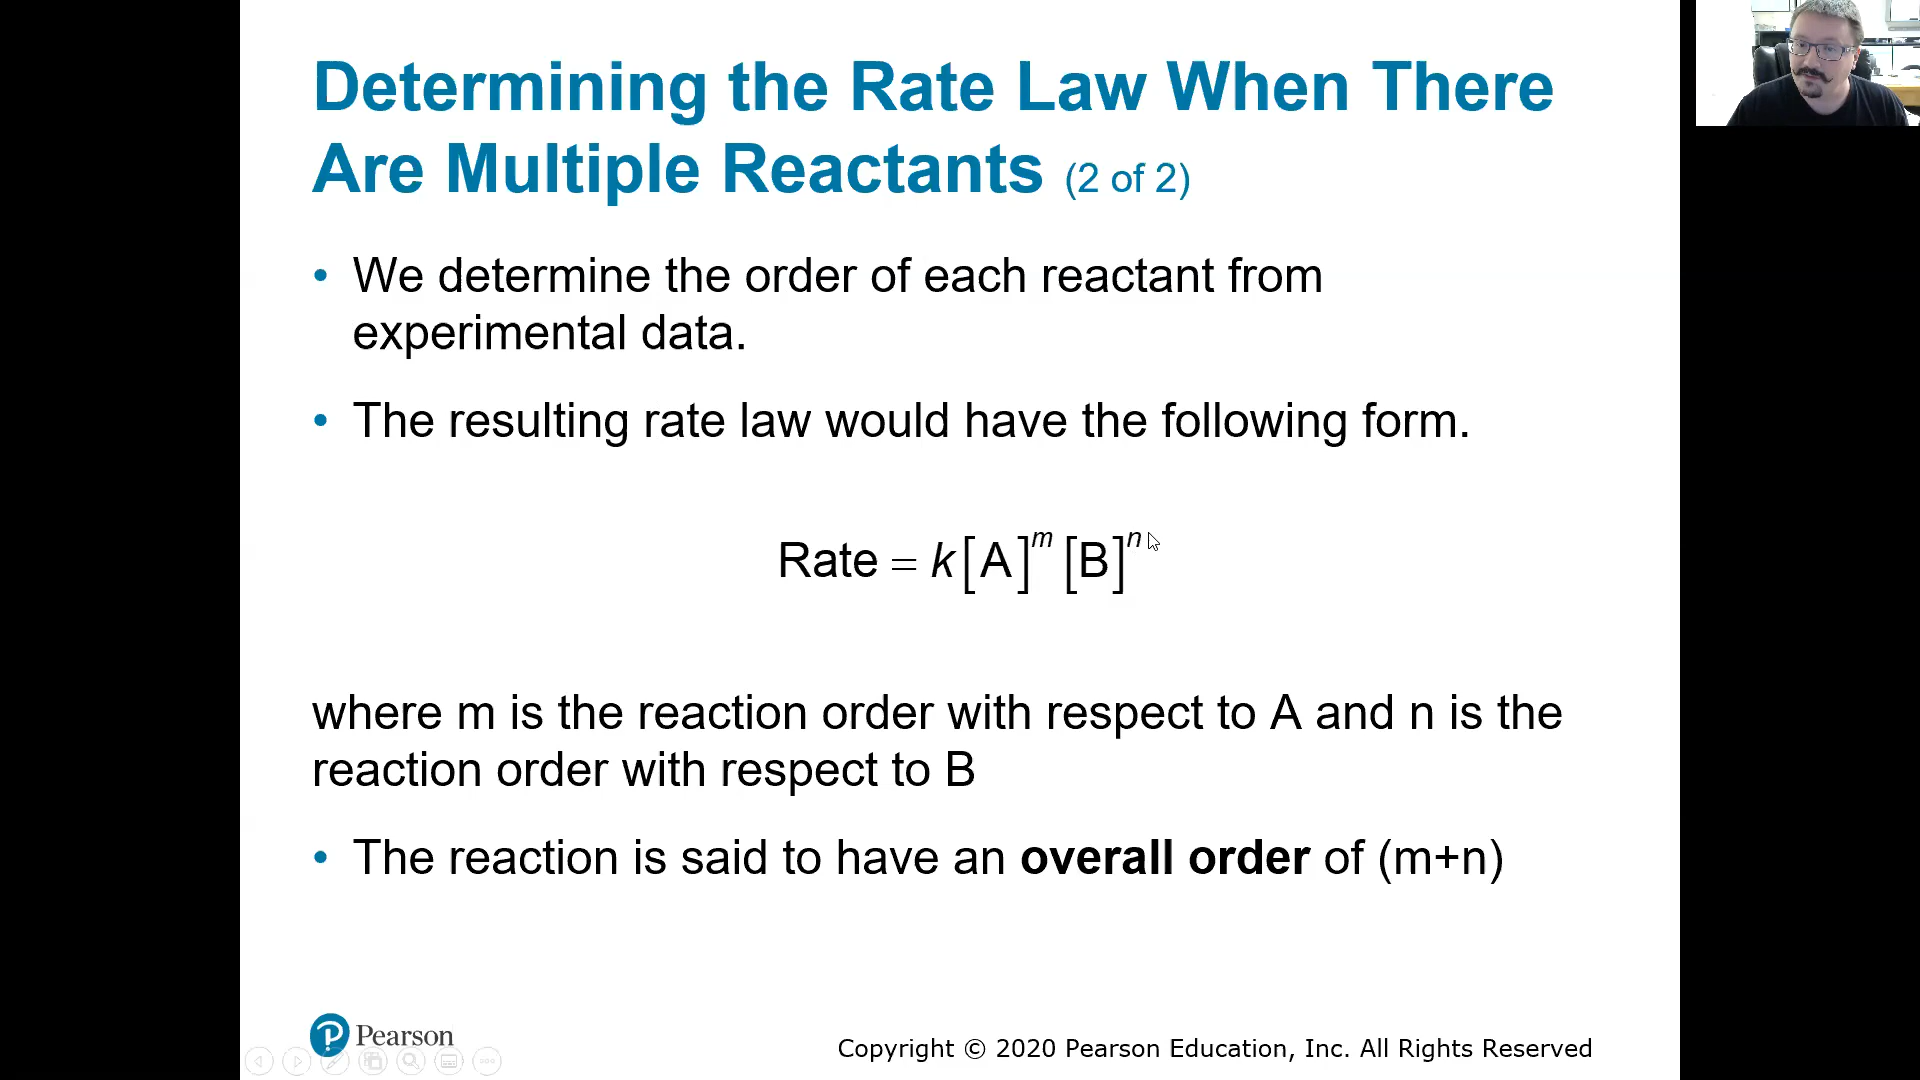 Determining the Rate Law When There
Are Multiple Reactants (2 of 2)
• We determine the order of each reactant from
experimental data.
• The resulting rate law would have the following form.
Rate = k[A]^m [B]^n
where m is the reaction order with respect to A and n is the
reaction order with respect to B
• The reaction is said to have an overall order of (m+n)
Pearson
Copyright © 2020 Pearson Education, Inc. All Rights Reserved